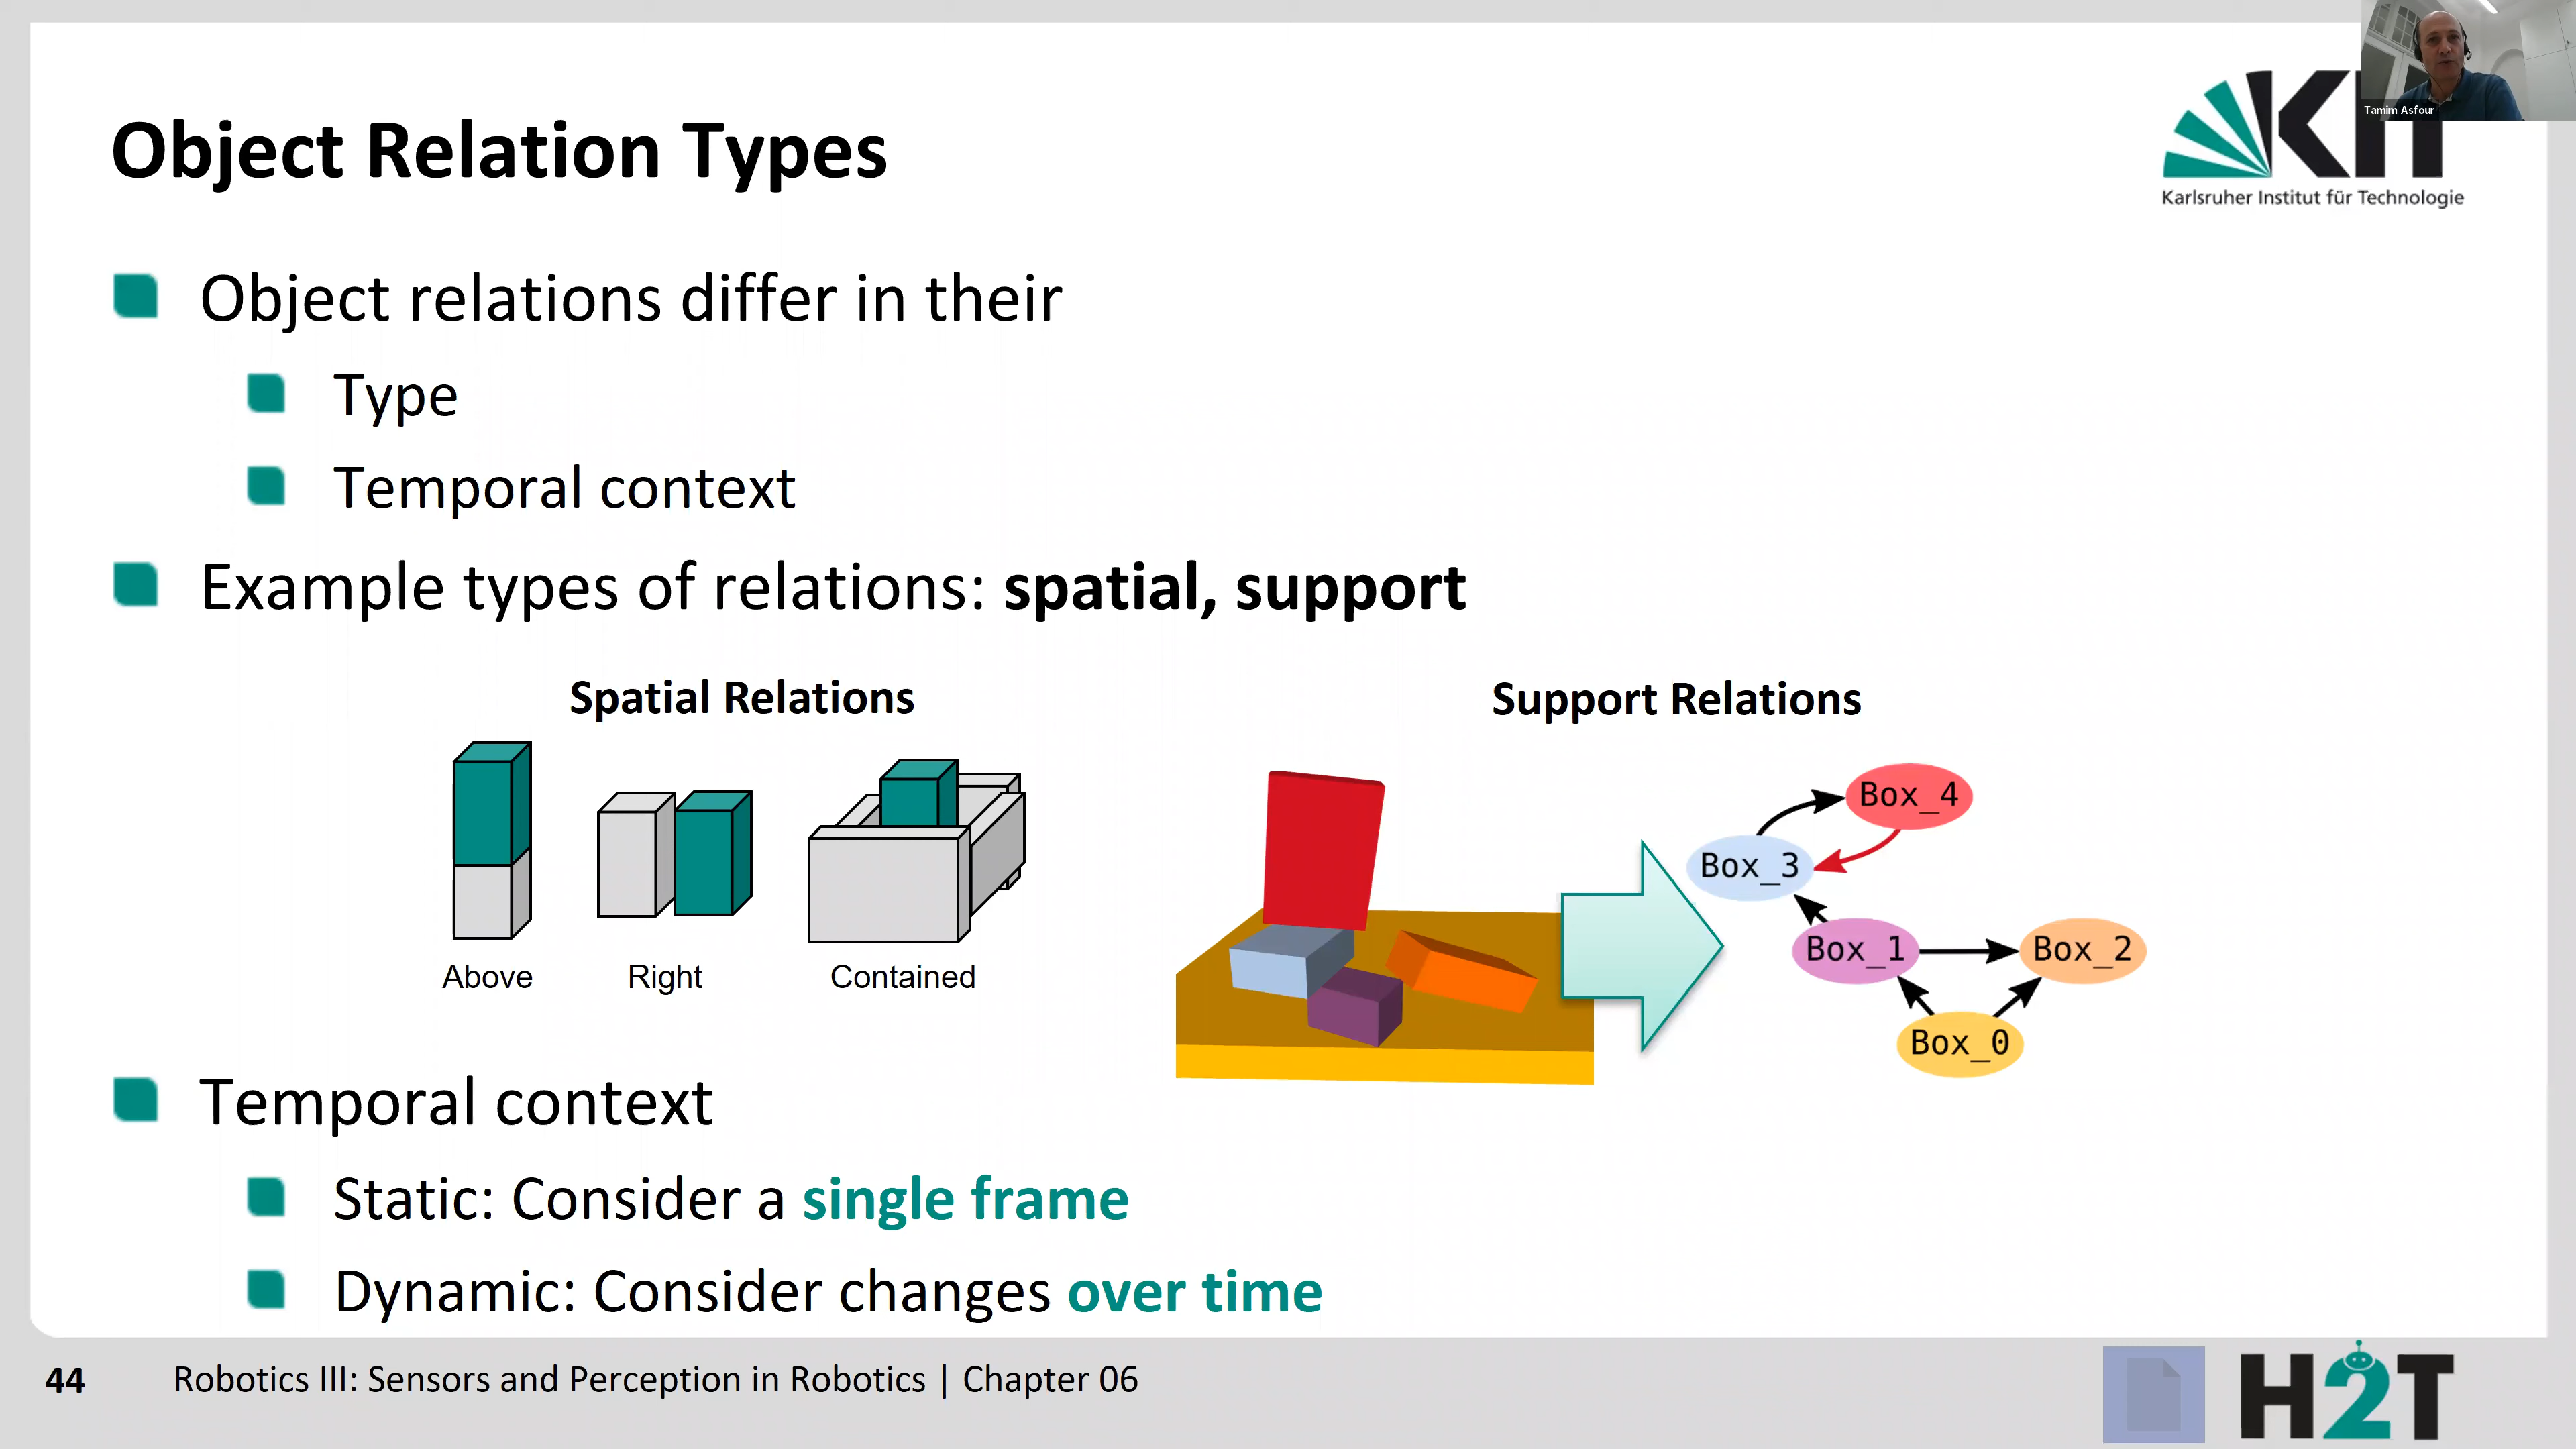 Tamim Asfour
Object Relation Types
KIT
Karlsruher Institut für Technologie
Object relations differ in their
Type
Temporal context
Example types of relations: spatial, support
Spatial Relations
Above
Right
Contained
Support Relations
Box_4
Box_3
Box_1
Box_2
Box_0
Temporal context
Static: Consider a single frame
Dynamic: Consider changes over time
44
Robotics III: Sensors and Perception in Robotics | Chapter 06
H2T